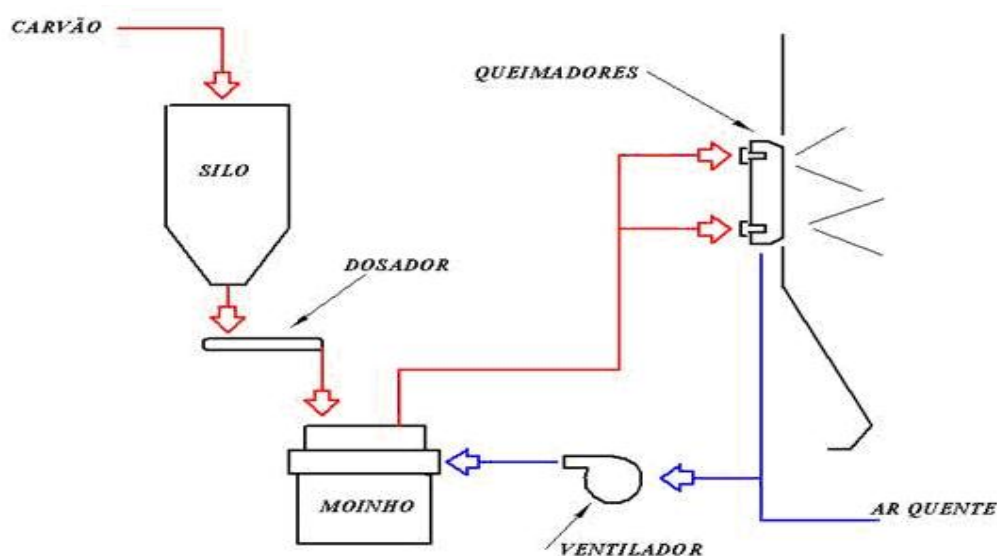 CARVÃO
QUEIMADORES
SILO
DOSADOR
MOINHO
AR QUENTE
VENTILADOR